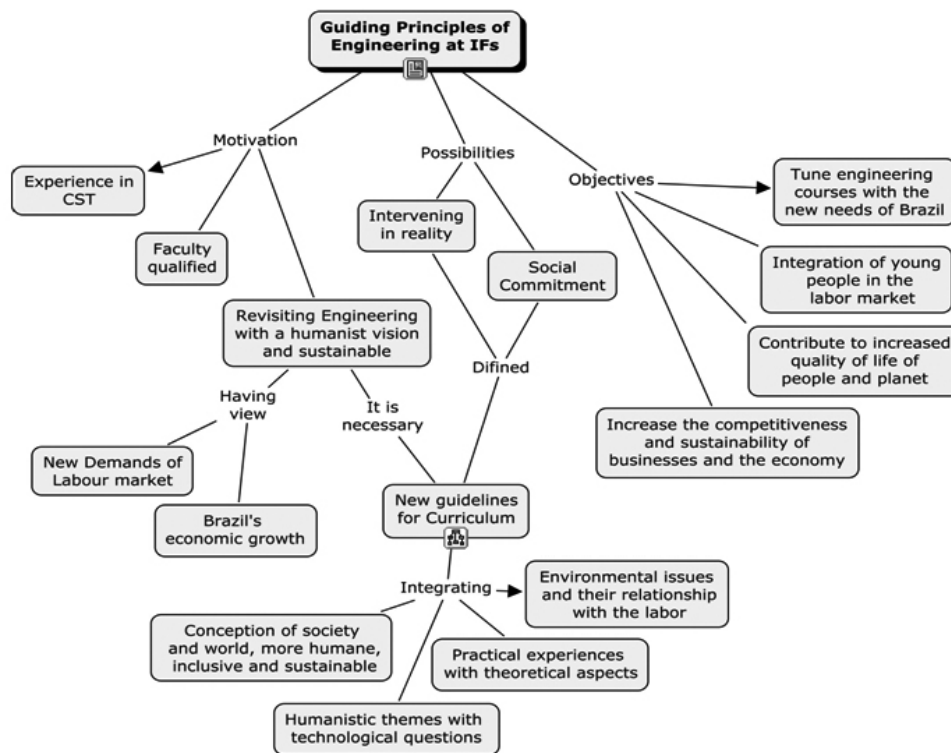 Guiding Principles of
Engineering at IFs
Motivation
Possibilities
Objectives
Experience in
CST
Faculty
qualified
Intervening
in reality
Social
Commitment
Tune engineering
courses with the
new needs of Brazil
Integration of young
people in the
labor market
Contribute to increased
quality of life of
people and planet
Increase the competitiveness
and sustainability of
businesses and the economy
Revisiting Engineering
with a humanist vision
and sustainable
Difined
Having
view
It is
necessary
New Demands of
Labour market
Brazil's
economic growth
New guidelines
for Curriculum
Integrating
Environmental issues
and their relationship
with the labor
Conception of society
and world, more humane,
inclusive and sustainable
Practical experiences
with theoretical aspects
Humanistic themes with
technological questions